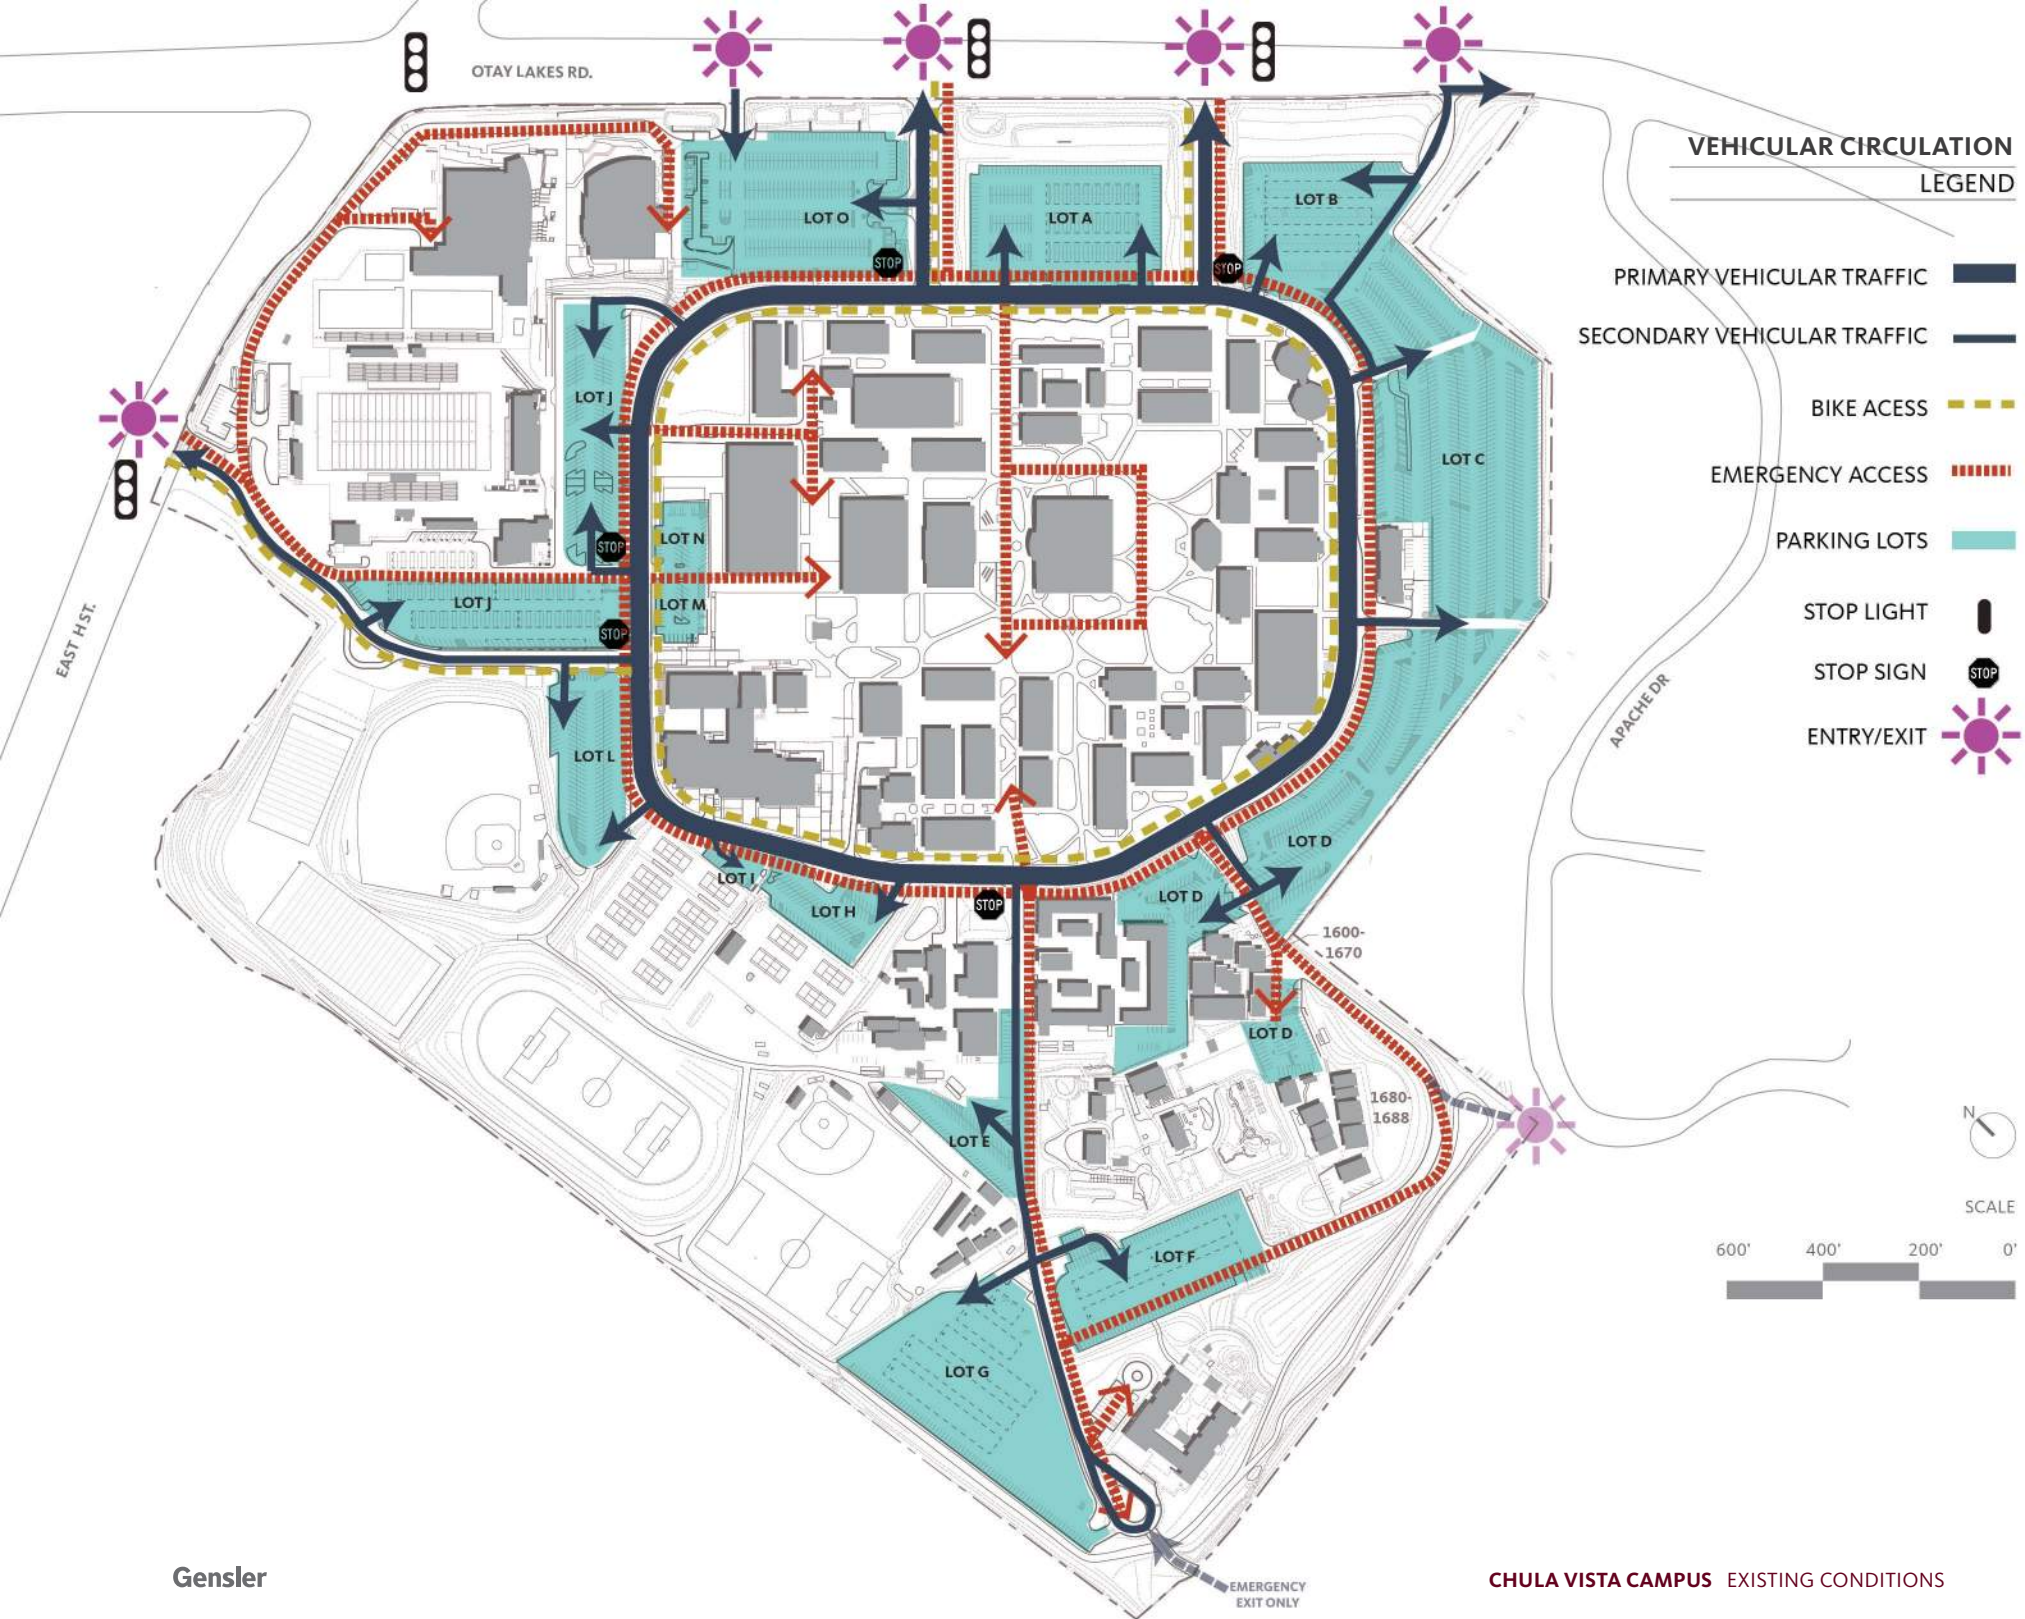 OTAY LAKES RD.
VEHICULAR CIRCULATION
LEGEND
PRIMARY VEHICULAR TRAFFIC
SECONDARY VEHICULAR TRAFFIC
BIKE ACESS
EMERGENCY ACCESS
PARKING LOTS
STOP LIGHT
STOP SIGN
STOP
ENTRY/EXIT
LOT O
LOT A
LOT B
STOP
STOP
LOT J
LOT C
LOT N
STOP
LOT J
LOT M
STOP
EAST H ST.
APACHE DR
LOT L
LOT D
LOT I
LOT H
STOP
LOT D
1600-
1670
LOT D
1680-
1688
LOT E
LOT F
LOT G
N
SCALE
600' 400' 200' 0'
EMERGENCY
EXIT ONLY
Gensler
CHULA VISTA CAMPUS EXISTING CONDITIONS